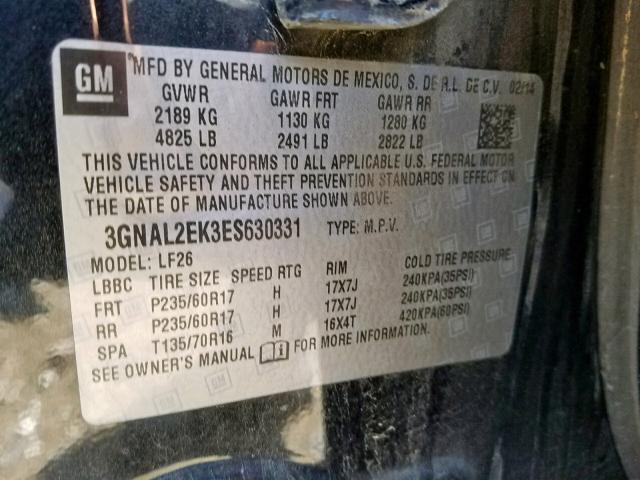 GM
®MFD BY GENERAL MOTORS DE MEXICO, S. DE R.L. DE C.V. 02/14
GVWR GAWR FRT GAWR RR
2189 KG 1130 KG 1280 KG
4825 LB 2491 LB 2822 LB
THIS VEHICLE CONFORMS TO ALL APPLICABLE U.S. FEDERAL MOTOR
VEHICLE SAFETY AND THEFT PREVENTION STANDARDS IN EFFECT ON
THE DATE OF MANUFACTURE SHOWN ABOVE.
3GNAL2EK3ES630331 TYPE: M.P.V.
MODEL: LF26
LBBC TIRE SIZE SPEED RTG RIM COLD TIRE PRESSURE
FRT P235/60R17 H 17X7J 240KPA(35PSI)
RR P235/60R17 H 17X7J 240KPA(35PSI)
SPA T135/70R16 M 16X4T 420KPA(60PSI)
SEE OWNER'S MANUAL FOR MORE INFORMATION.